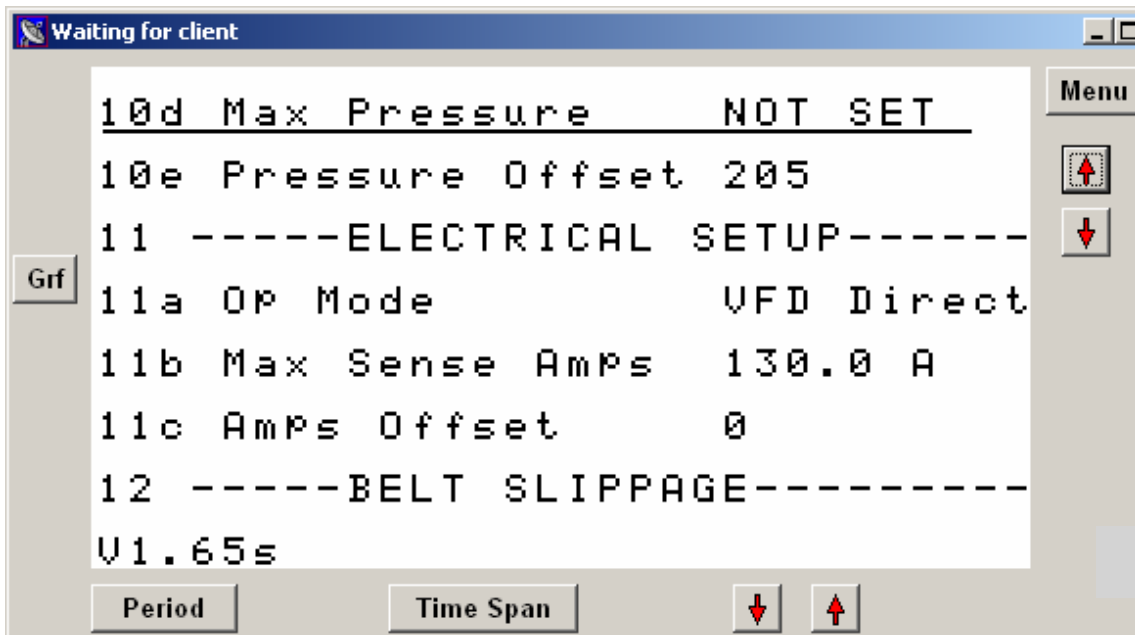 Waiting for client
10d Max Pressure NOT SET
Menu
10e Pressure Offset 205
11 -----ELECTRICAL SETUP------
Grf
11a Op Mode VFD Direct
11b Max Sense Amps 130.0 A
11c Amps Offset 0
12 -----BELT SLIPPAGE---------
V1.65s
Period Time Span